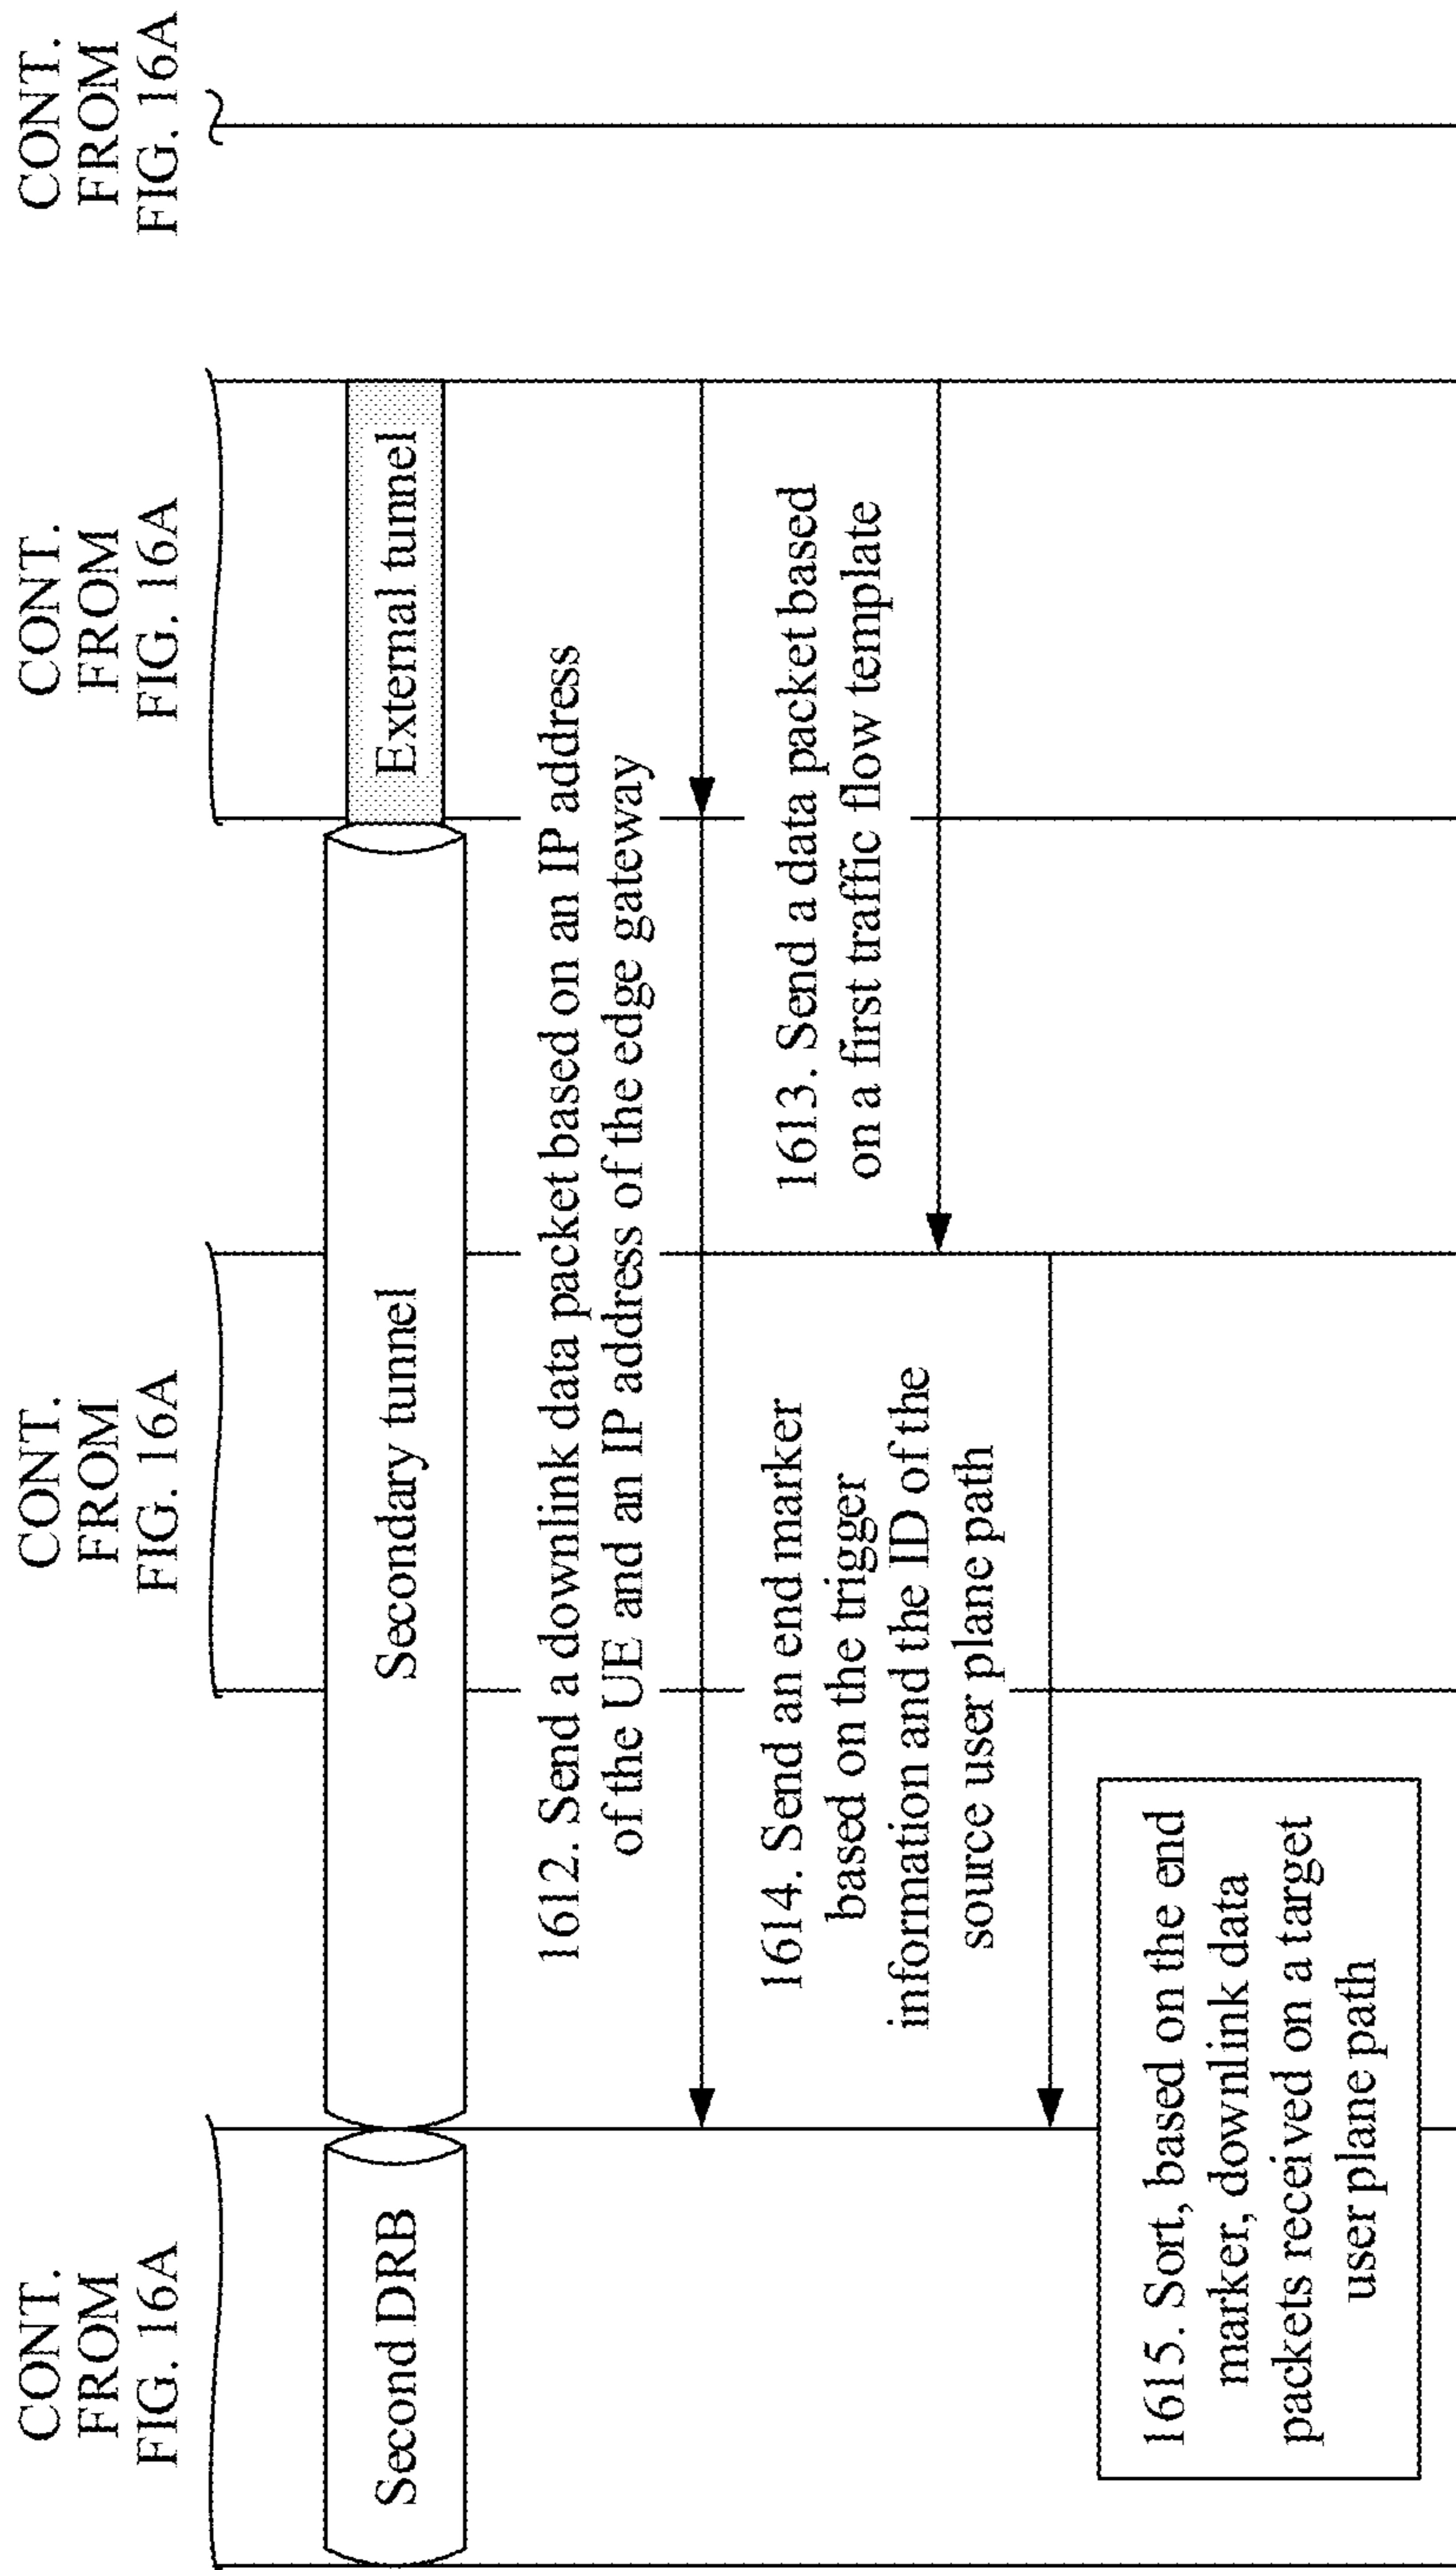 CONT.
FROM
FIG. 16A
CONT.
FROM
FIG. 16A
CONT.
FROM
FIG. 16A
CONT.
FROM
FIG. 16A
Second DRB
Secondary tunnel
External tunnel
1612. Send a downlink data packet based on an IP address
of the UE and an IP address of the edge gateway
1613. Send a data packet based
on a first traffic flow template
1614. Send an end marker
based on the trigger
information and the ID of the
source user plane path
1615. Sort, based on the end
marker, downlink data
packets received on a target
user plane path